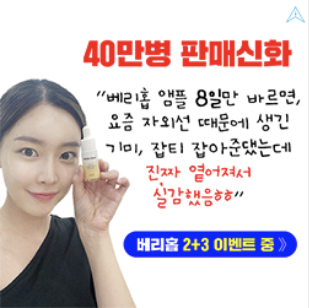 40만병 판매신화
"베리홉 앰플 8일만 바르면,
요즘 자외선 때문에 생긴
기미, 잡티 잡아준댔는데
진짜 옅어져서
실감했음ㅎㅎ"
베리홉 2+3 이벤트 중 》